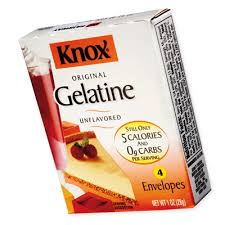 Knox®
ORIGINAL
Gelatine
UNFLAVORED
STILL ONLY
5 CALORIES
AND
0g CARBS
PER SERVING
4
Envelopes
NET WT 1 OZ (28g)